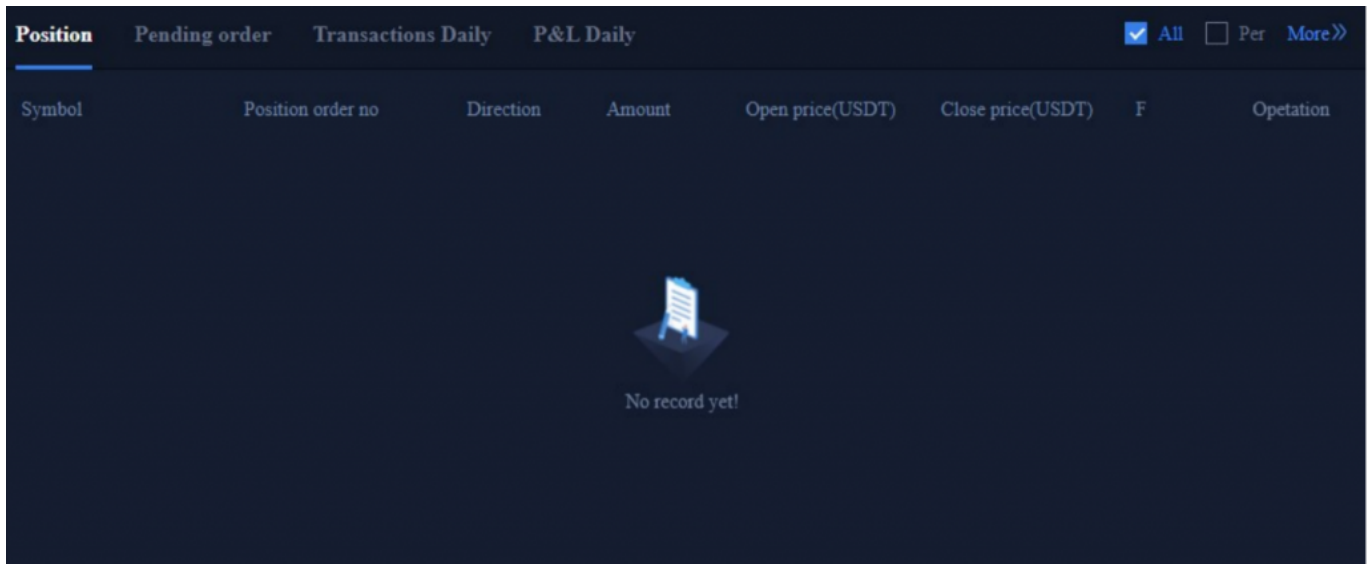 Position Pending order Transactions Daily P&L Daily All Per More»
Symbol Position order no Direction Amount Open price(USDT) Close price(USDT) F Opetation
No record yet!